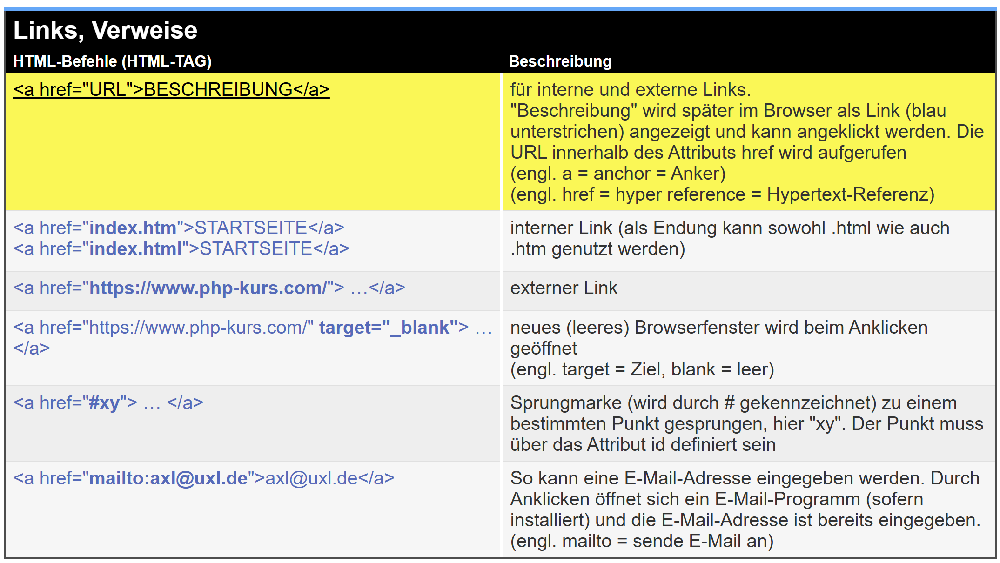 Links, Verweise
HTML-Befehle (HTML-TAG)
Beschreibung
<a href="URL">BESCHREIBUNG</a>
für interne und externe Links.
"Beschreibung" wird später im Browser als Link (blau
unterstrichen) angezeigt und kann angeklickt werden. Die
URL innerhalb des Attributs href wird aufgerufen
(engl. a = anchor = Anker)
(engl. href = hyper reference = Hypertext-Referenz)
<a href="index.htm">STARTSEITE</a>
<a href="index.html">STARTSEITE</a>
interner Link (als Endung kann sowohl .html wie auch
.htm genutzt werden)
<a href="https://www.php-kurs.com/"> …</a>
externer Link
<a href="https://www.php-kurs.com/" target="_blank"> …
</a>
neues (leeres) Browserfenster wird beim Anklicken
geöffnet
(engl. target = Ziel, blank = leer)
<a href="#xy"> … </a>
Sprungmarke (wird durch # gekennzeichnet) zu einem
bestimmten Punkt gesprungen, hier "xy". Der Punkt muss
über das Attribut id definiert sein
<a href="mailto:axl@uxl.de">axl@uxl.de</a>
So kann eine E-Mail-Adresse eingegeben werden. Durch
Anklicken öffnet sich ein E-Mail-Programm (sofern
installiert) und die E-Mail-Adresse ist bereits eingegeben.
(engl. mailto = sende E-Mail an)